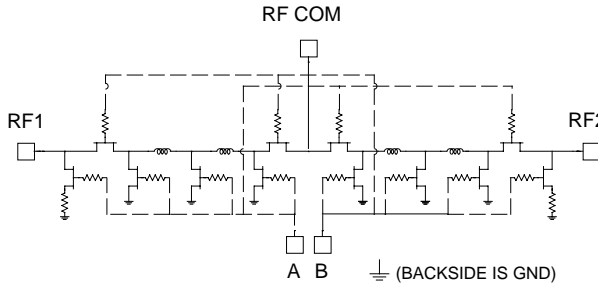 RF COM
RF1
RF2
A B
(BACKSIDE IS GND)